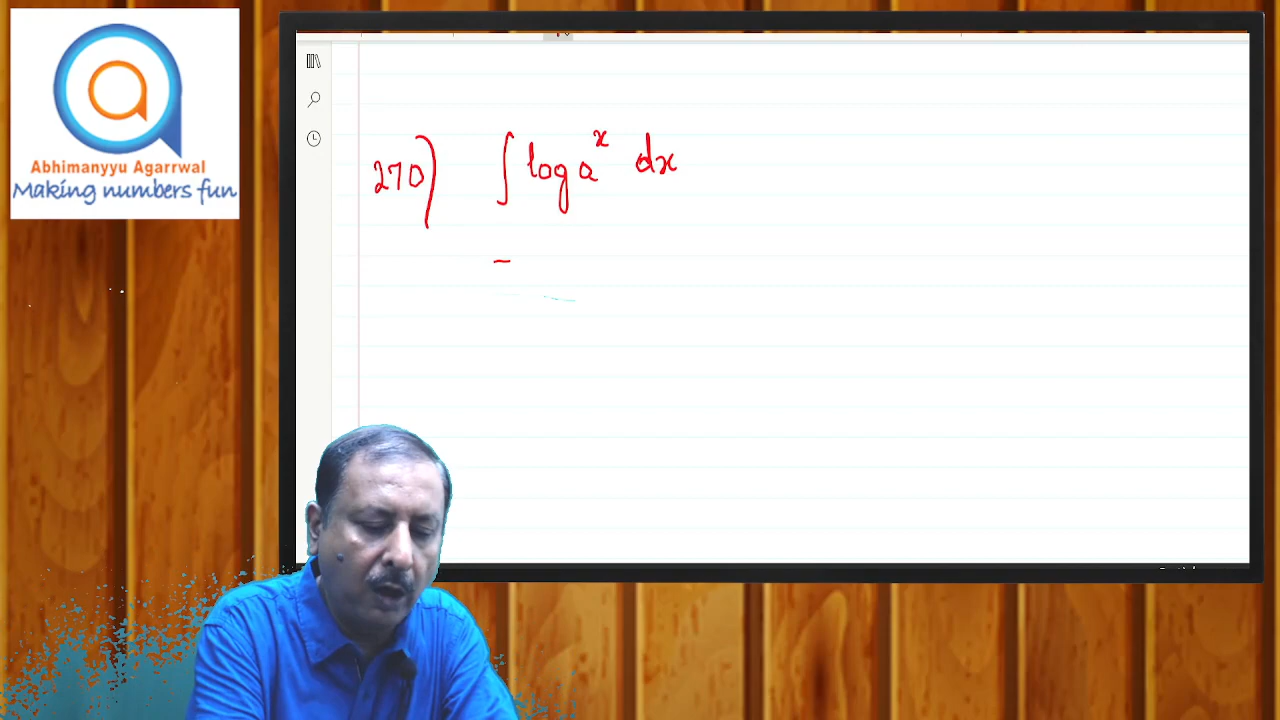 Abhimanyyu Agarrwal
Making numbers fun
270) ∫ log a^x dx
=